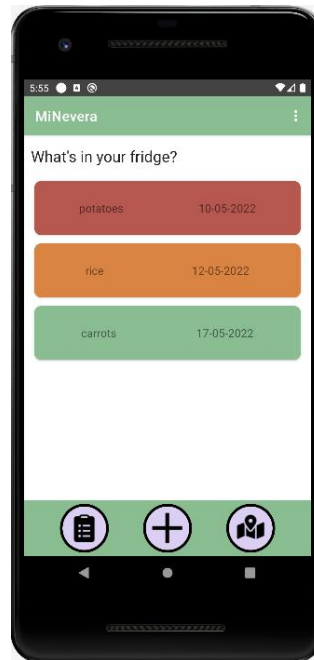 5:55
MiNevera
What's in your fridge?
potatoes 10-05-2022
rice 12-05-2022
carrots 17-05-2022